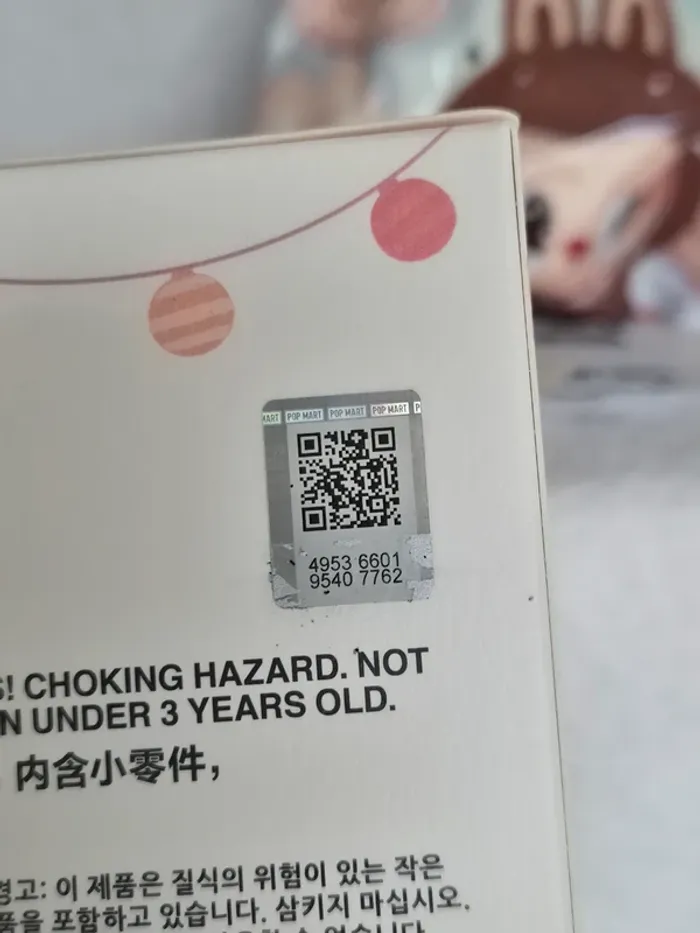 POP MART POP MART POP MART
4953 6601
9540 7762
! CHOKING HAZARD. NOT
N UNDER 3 YEARS OLD.
内含小零件，
경고: 이 제품은 질식의 위험이 있는 작은
품을 포함하고 있습니다. 삼키지 마십시오.